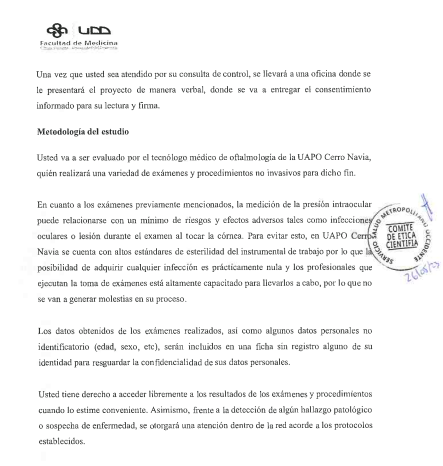 UDD
Facultad de Medicina
Una vez que usted sea atendido por su consulta de control, se llevará a una oficina donde se
le presentará el proyecto de manera verbal, donde se va a entregar el consentimiento
informado para su lectura y firma.
Metodología del estudio
Usted va a ser evaluado por el tecnólogo médico de oftalmología de la UAPO Cerro Navia,
quién realizará una variedad de exámenes y procedimientos no invasivos para dicho fin.
En cuanto a los exámenes previamente mencionados, la medición de la presión intraocular
puede relacionarse con un mínimo de riesgos y efectos adversos tales como infecciones
oculares o lesión durante el examen al tocar la córnea. Para evitar esto, en UAPO Cerro
Navia se cuenta con altos estándares de esterilidad del instrumental de trabajo por lo que la
posibilidad de adquirir cualquier infección es prácticamente nula y los profesionales que
ejecutan la toma de exámenes está altamente capacitado para llevarlos a cabo, por lo que no
se van a generar molestias en su proceso.
SERVICIO SALUD METROPOLITANO OCCIDENTE
COMITE
DE ETICA
CIENTIFIA
Los datos obtenidos de los exámenes realizados, así como algunos datos personales no
identificatorio (edad, sexo, etc), serán incluidos en una ficha sin registro alguno de su
identidad para resguardar la confidencialidad de sus datos personales.
Usted tiene derecho a acceder libremente a los resultados de los exámenes y procedimientos
cuando lo estime conveniente. Asimismo, frente a la detección de algún hallazgo patológico
o sospecha de enfermedad, se otorgará una atención dentro de la red acorde a los protocolos
establecidos.